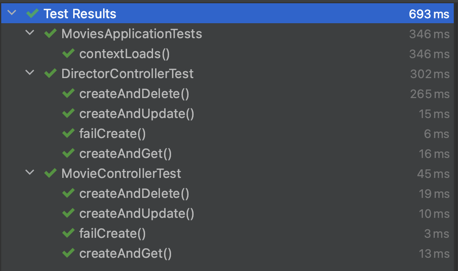 Test Results 693 ms
MoviesApplicationTests 346 ms
contextLoads() 346 ms
DirectorControllerTest 302 ms
createAndDelete() 265 ms
createAndUpdate() 15 ms
failCreate() 6 ms
createAndGet() 16 ms
MovieControllerTest 45 ms
createAndDelete() 19 ms
createAndUpdate() 10 ms
failCreate() 3 ms
createAndGet() 13 ms